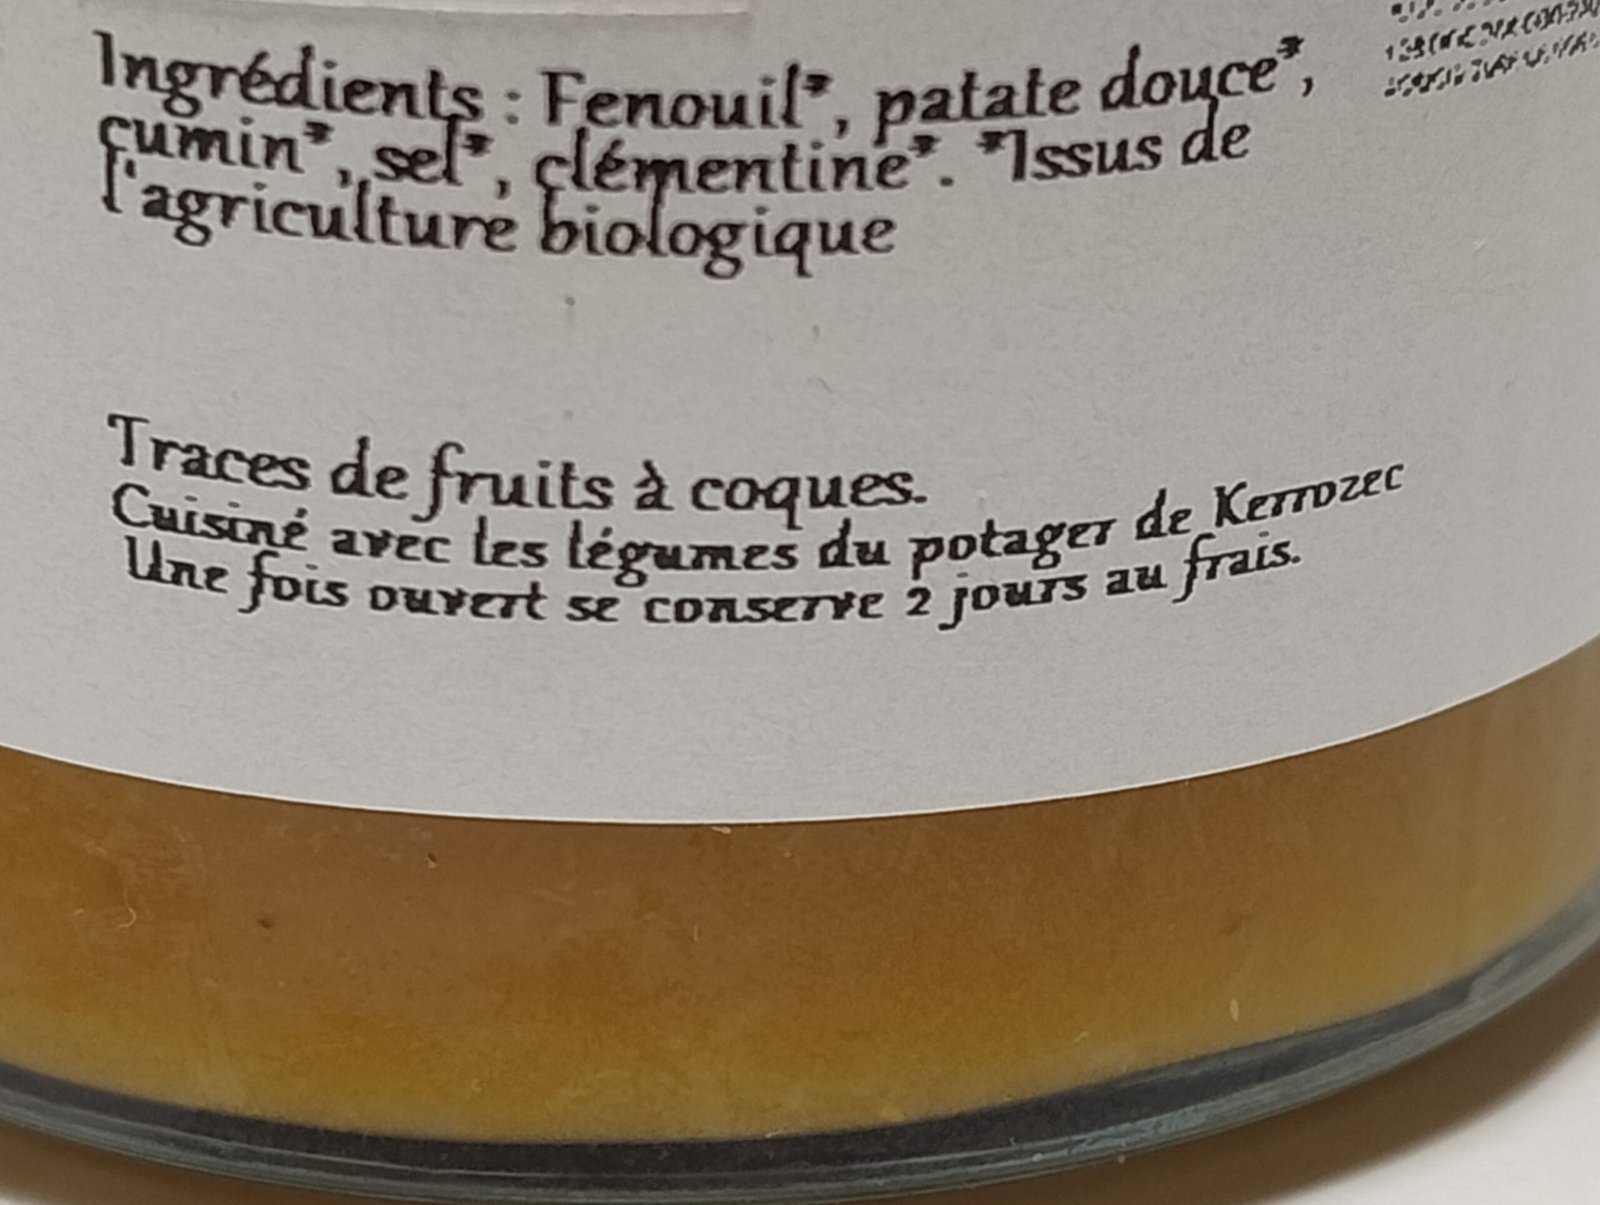 Ingrédients : Fenouil*, patate douce*,
cumin*, sel*, clémentine*. *Issus de
l'agriculture biologique
Traces de fruits à coques.
Cuisiné avec les légumes du potager de Kerrozec
Une fois ouvert se conserve 2 jours au frais.